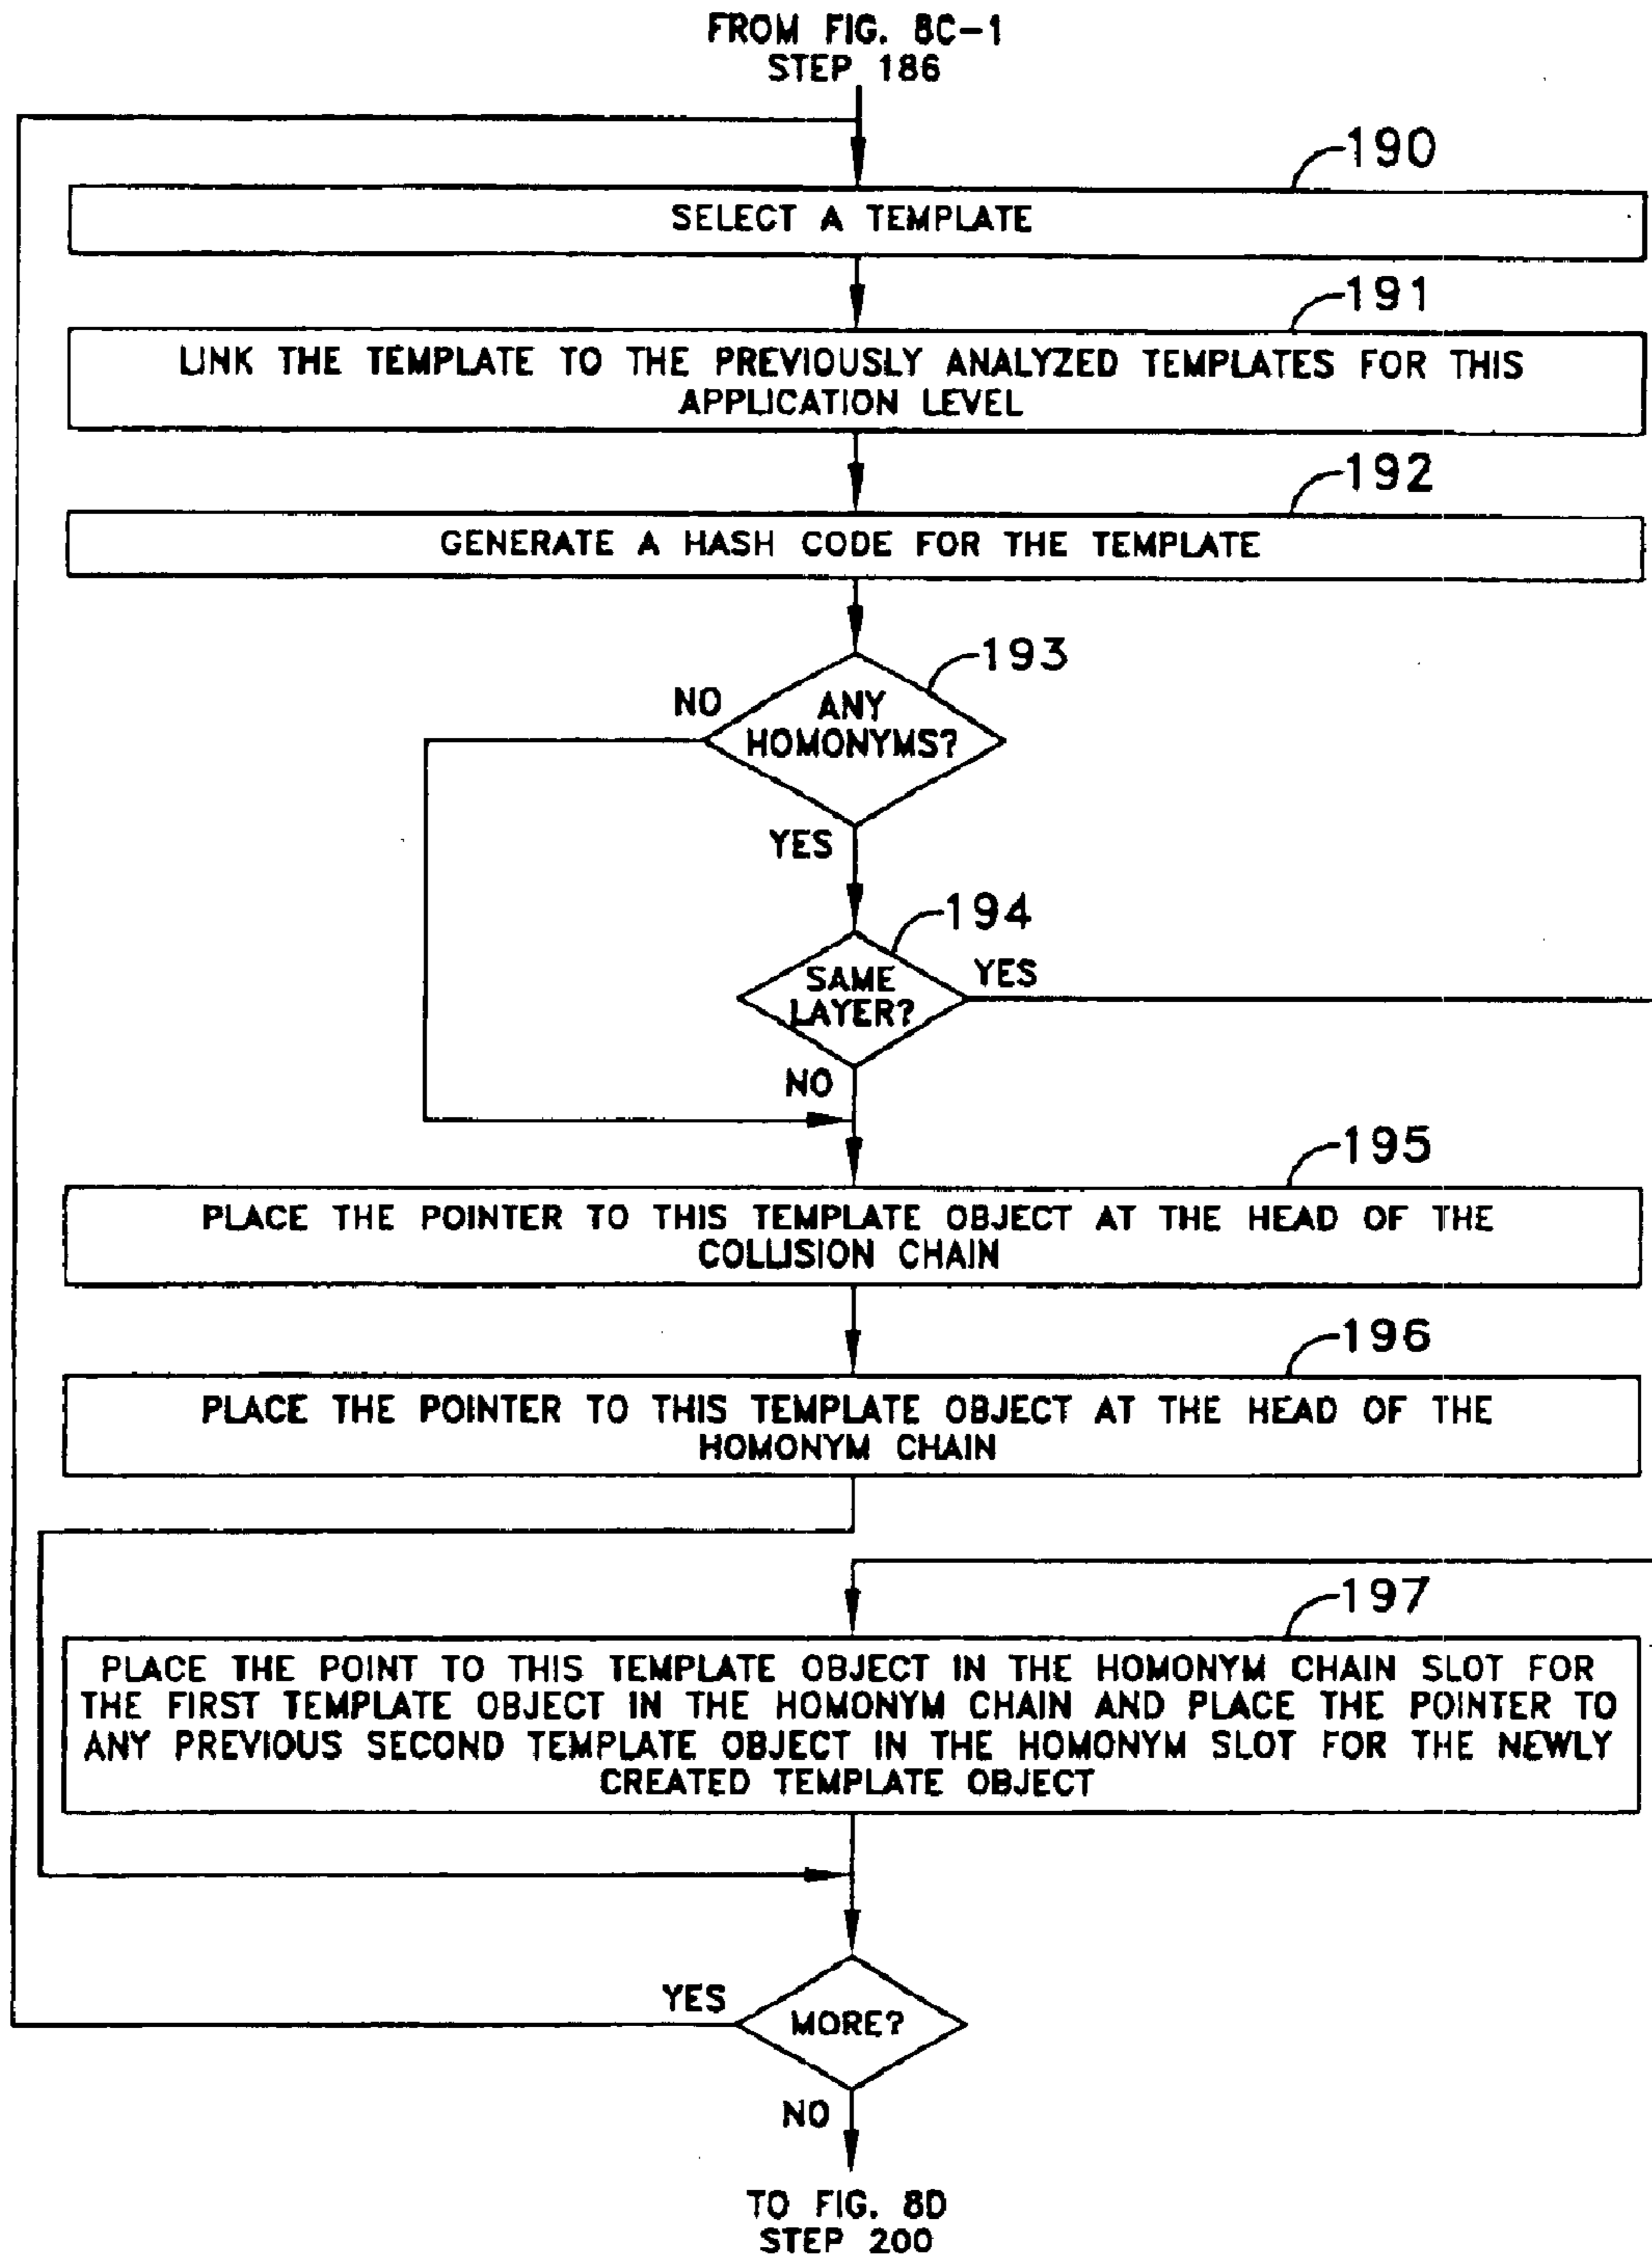 FROM FIG. 8C-1
STEP 186
190
SELECT A TEMPLATE
191
LINK THE TEMPLATE TO THE PREVIOUSLY ANALYZED TEMPLATES FOR THIS
APPLICATION LEVEL
192
GENERATE A HASH CODE FOR THE TEMPLATE
193
NO
ANY
HOMONYMS?
YES
194
SAME
LAYER?
YES
NO
195
PLACE THE POINTER TO THIS TEMPLATE OBJECT AT THE HEAD OF THE
COLLISION CHAIN
196
PLACE THE POINTER TO THIS TEMPLATE OBJECT AT THE HEAD OF THE
HOMONYM CHAIN
197
PLACE THE POINT TO THIS TEMPLATE OBJECT IN THE HOMONYM CHAIN SLOT FOR
THE FIRST TEMPLATE OBJECT IN THE HOMONYM CHAIN AND PLACE THE POINTER TO
ANY PREVIOUS SECOND TEMPLATE OBJECT IN THE HOMONYM SLOT FOR THE NEWLY
CREATED TEMPLATE OBJECT
YES
MORE?
NO
TO FIG. 8D
STEP 200